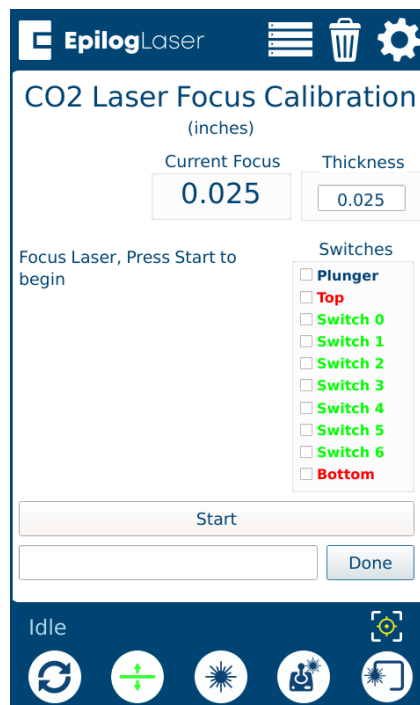 EpilogLaser
CO2 Laser Focus Calibration
(inches)
Current Focus
0.025
Thickness
0.025
Focus Laser, Press Start to
begin
Switches
Plunger
Top
Switch 0
Switch 1
Switch 2
Switch 3
Switch 4
Switch 5
Switch 6
Bottom
Start
Done
Idle